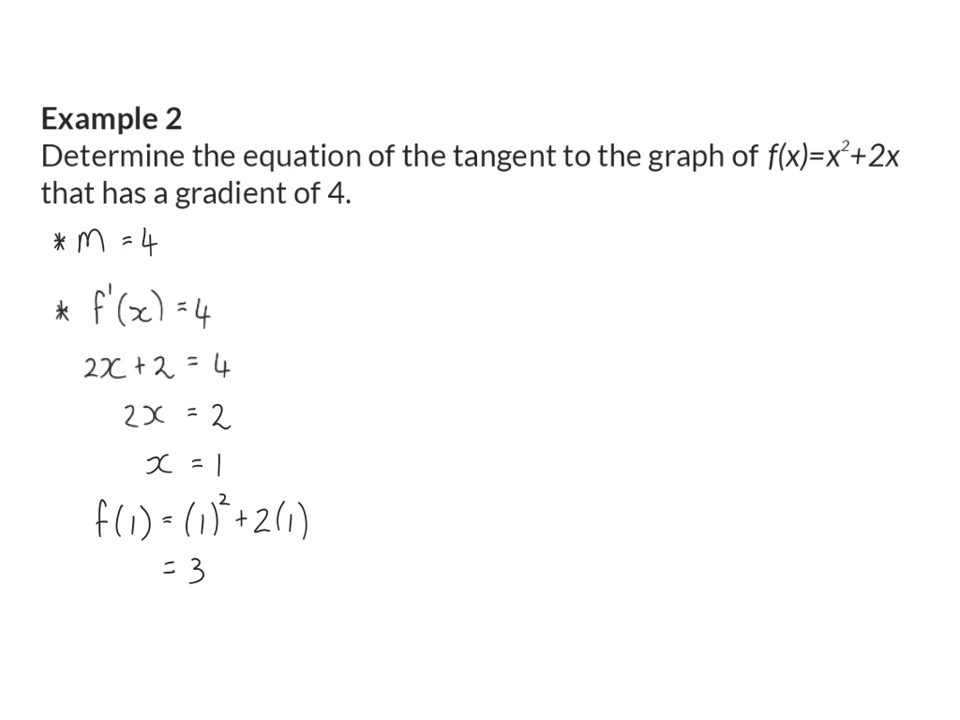 Example 2
Determine the equation of the tangent to the graph of f(x)=x²+2x
that has a gradient of 4.
* m = 4
* f'(x) = 4
2x + 2 = 4
2x = 2
x = 1
f(1) = (1)² + 2(1)
= 3